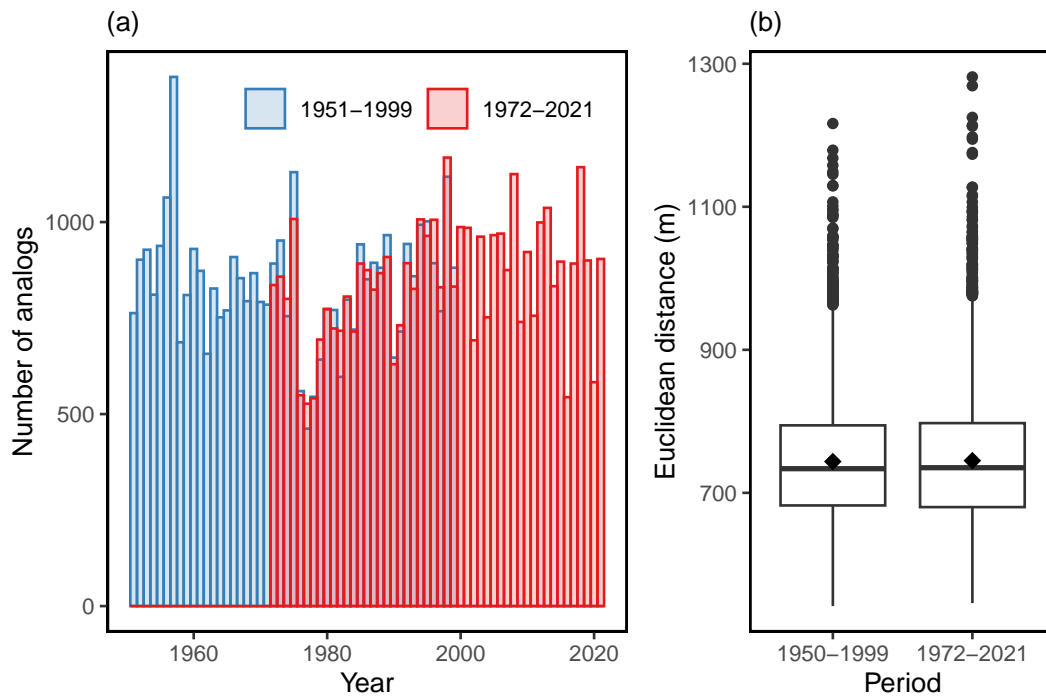 (a)
1951−1999
1972−2021
Number of analogs
1000
500
0
1960
1980
2000
2020
Year
(b)
Euclidean distance (m)
1300
1100
900
700
1950−1999
1972−2021
Period